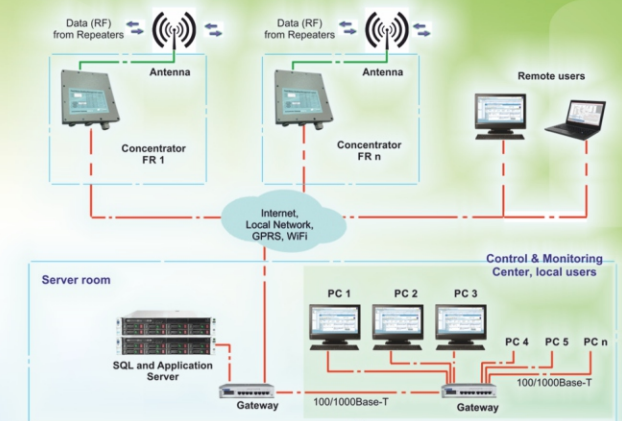 Data (RF)
from Repeaters
Data (RF)
from Repeaters
Antenna
Antenna
Remote users
Concentrator
FR 1
Concentrator
FR n
Internet,
Local Network,
GPRS, WiFi
Control & Monitoring
Center, local users
Server room
PC 1
PC 2
PC 3
PC 4
PC 5
PC n
SQL and Application
Server
100/1000Base-T
100/1000Base-T
Gateway
Gateway